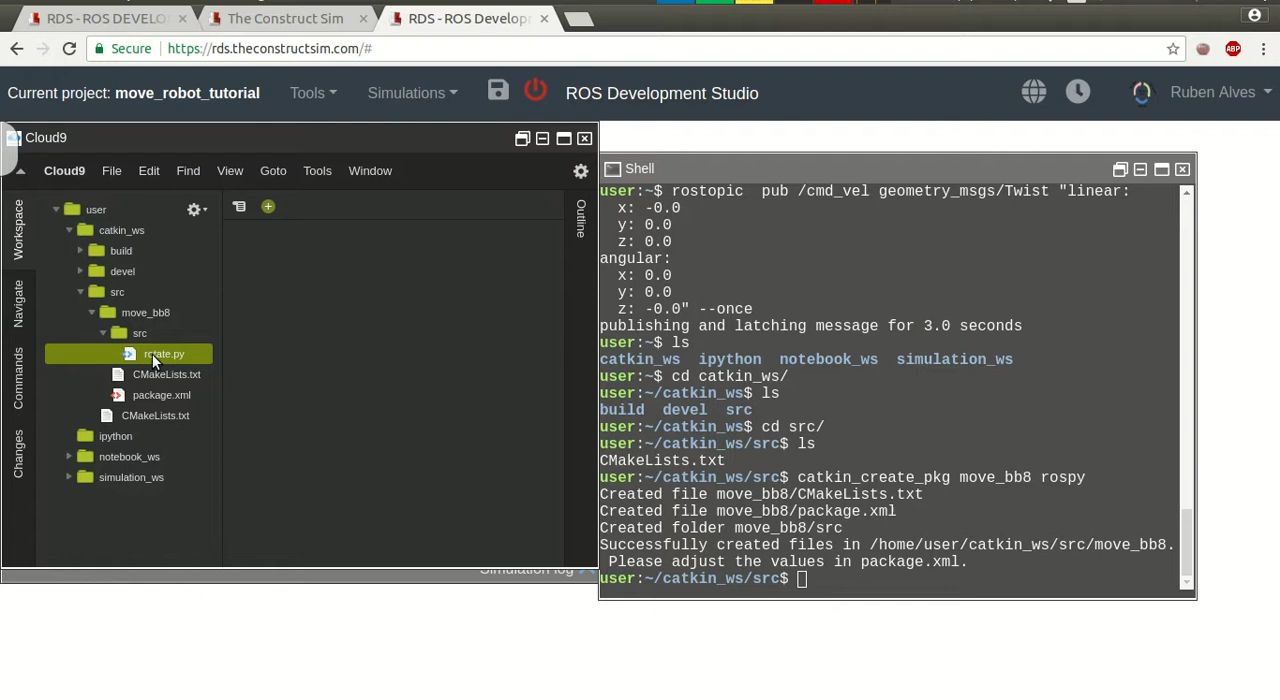 RDS - ROS DEVELO
The Construct Sim
RDS - ROS Develop
Secure
https://rds.theconstructsim.com/#
ABP
Current project: move_robot_tutorial
Tools
Simulations
ROS Development Studio
Ruben Alves
Cloud9
Cloud9
File
Edit
Find
View
Goto
Tools
Window
Workspace
Navigate
Commands
Changes
user
catkin_ws
build
devel
src
move_bb8
src
rotate.py
CMakeLists.txt
package.xml
CMakeLists.txt
ipython
notebook_ws
simulation_ws
Outline
Simulation log
Shell
user:~$ rostopic  pub /cmd_vel geometry_msgs/Twist "linear:
  x: -0.0
  y: 0.0
  z: 0.0
angular:
  x: 0.0
  y: 0.0
  z: -0.0" --once
publishing and latching message for 3.0 seconds
user:~$ ls
catkin_ws  ipython  notebook_ws  simulation_ws
user:~$ cd catkin_ws/
user:~/catkin_ws$ ls
build  devel  src
user:~/catkin_ws$ cd src/
user:~/catkin_ws/src$ ls
CMakeLists.txt
user:~/catkin_ws/src$ catkin_create_pkg move_bb8 rospy
Created file move_bb8/CMakeLists.txt
Created file move_bb8/package.xml
Created folder move_bb8/src
Successfully created files in /home/user/catkin_ws/src/move_bb8.
 Please adjust the values in package.xml.
user:~/catkin_ws/src$